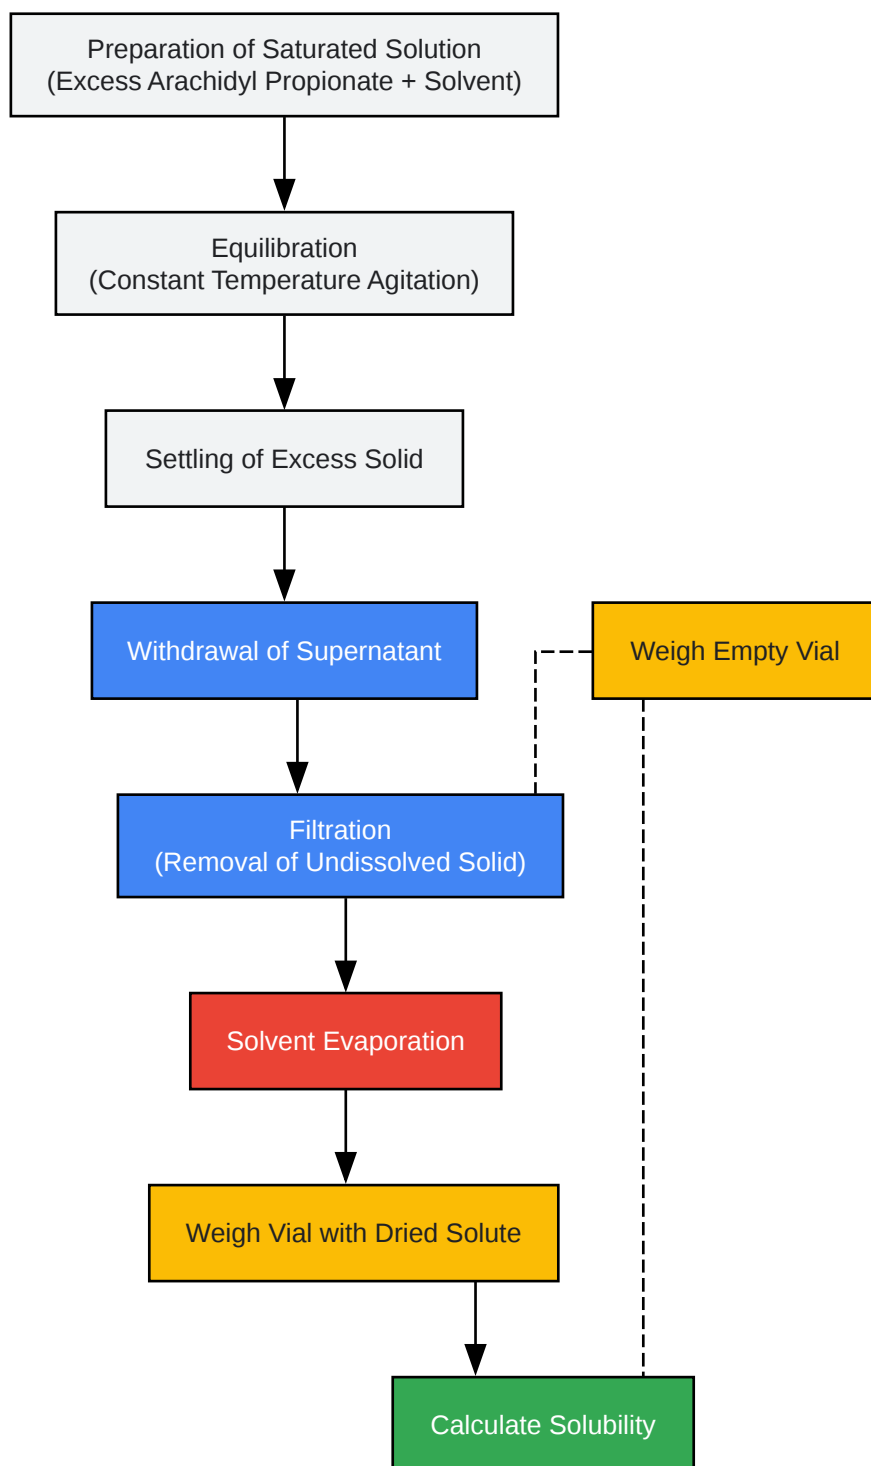 Preparation of Saturated Solution
(Excess Arachidyl Propionate + Solvent)
Equilibration
(Constant Temperature Agitation)
Settling of Excess Solid
Withdrawal of Supernatant
Weigh Empty Vial
Filtration
(Removal of Undissolved Solid)
Solvent Evaporation
Weigh Vial with Dried Solute
Calculate Solubility